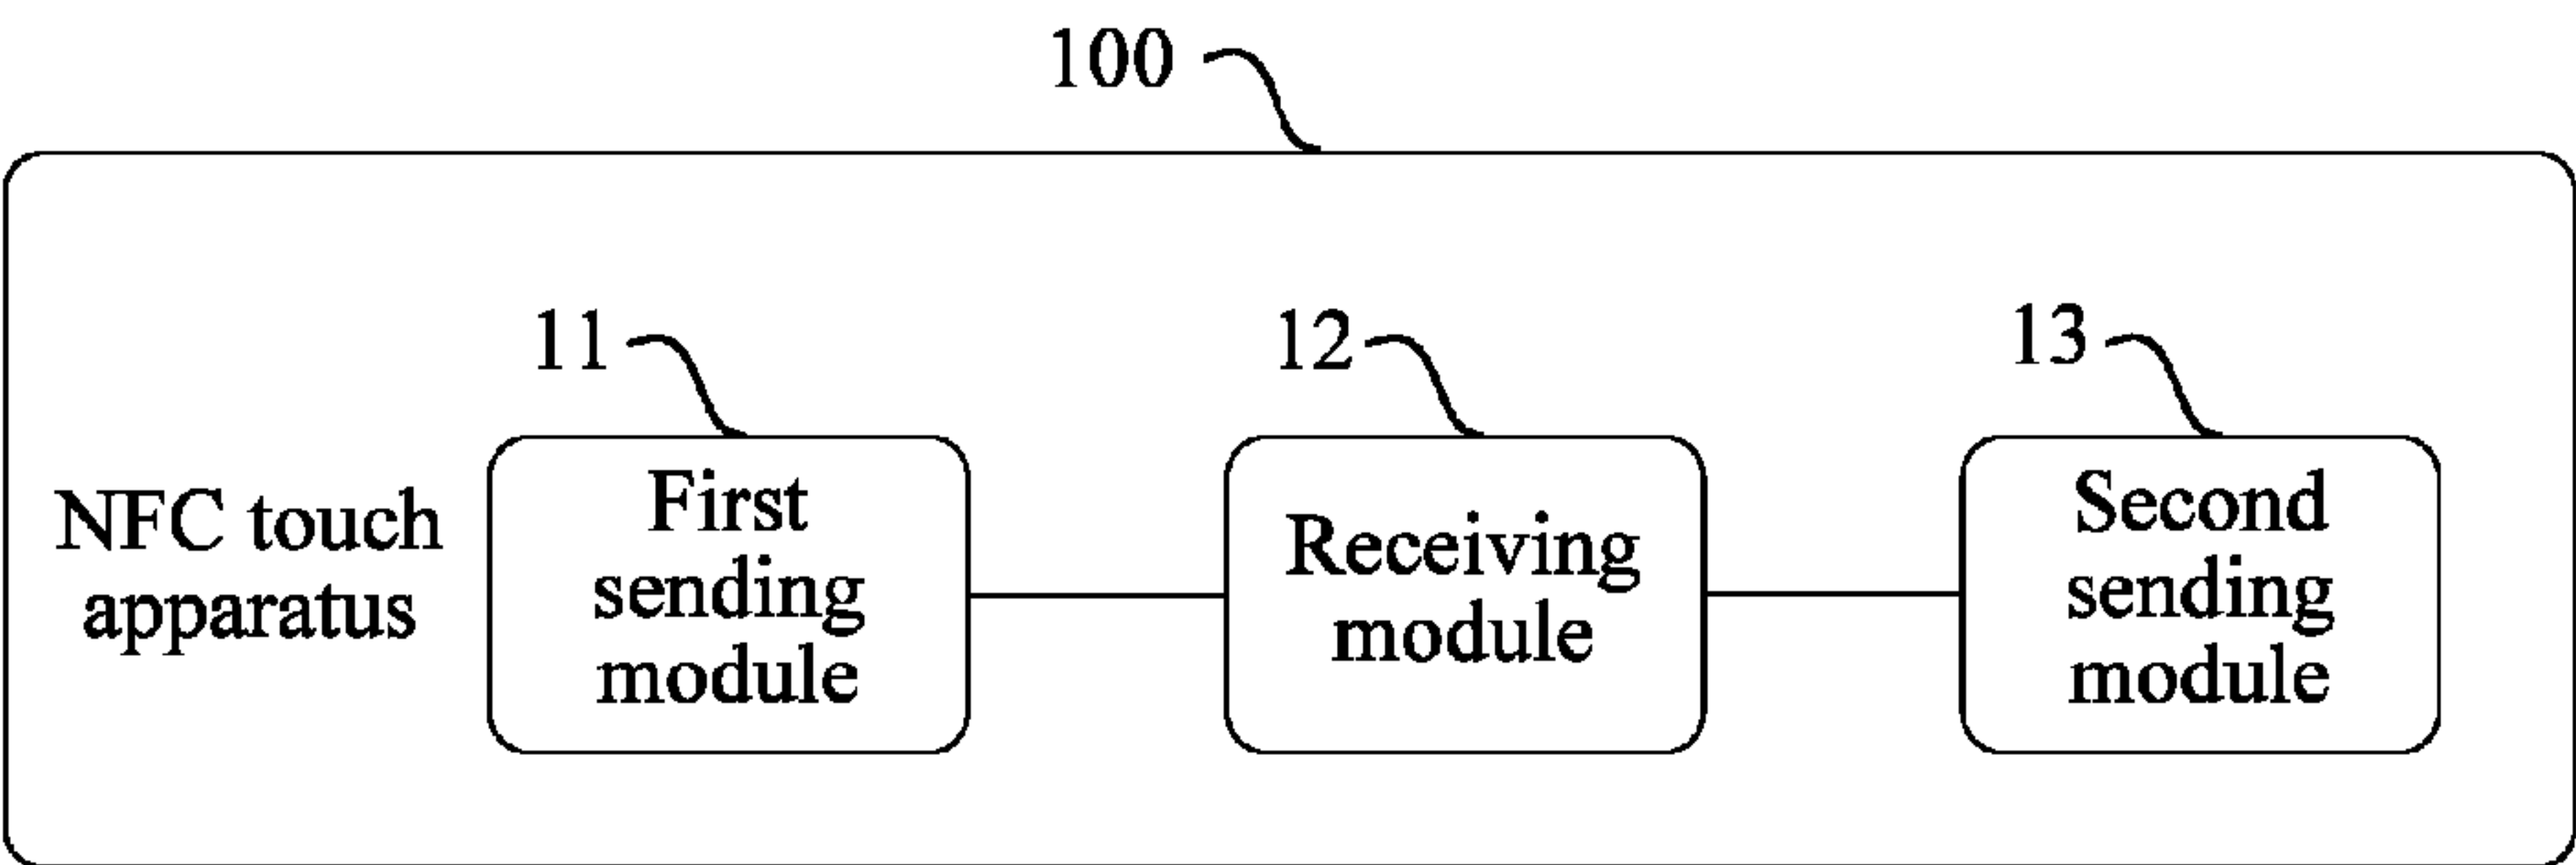 100
11
12
13
NFC touch
apparatus
First
sending
module
Receiving
module
Second
sending
module